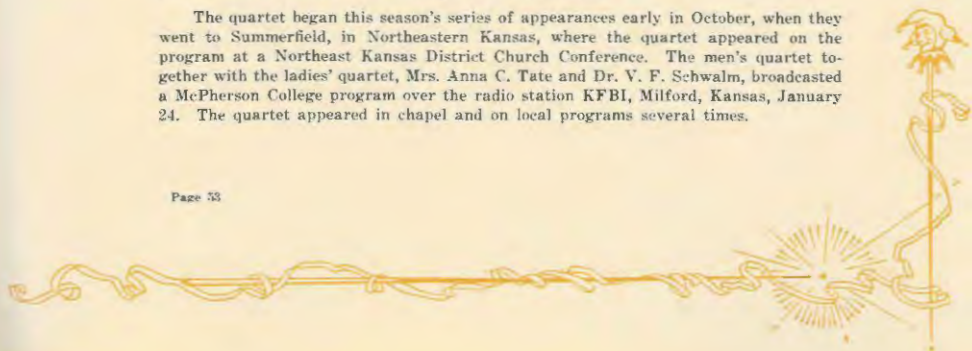 The quartet began this season's series of appearances early in October, when they
went to Summerfield, in Northeastern Kansas, where the quartet appeared on the
program at a Northeast Kansas District Church Conference. The men's quartet to-
gether with the ladies' quartet, Mrs. Anna C. Tate and Dr. V. F. Schwalm, broadcasted
a McPherson College program over the radio station KFBI, Milford, Kansas, January
24. The quartet appeared in chapel and on local programs several times.
Page 53